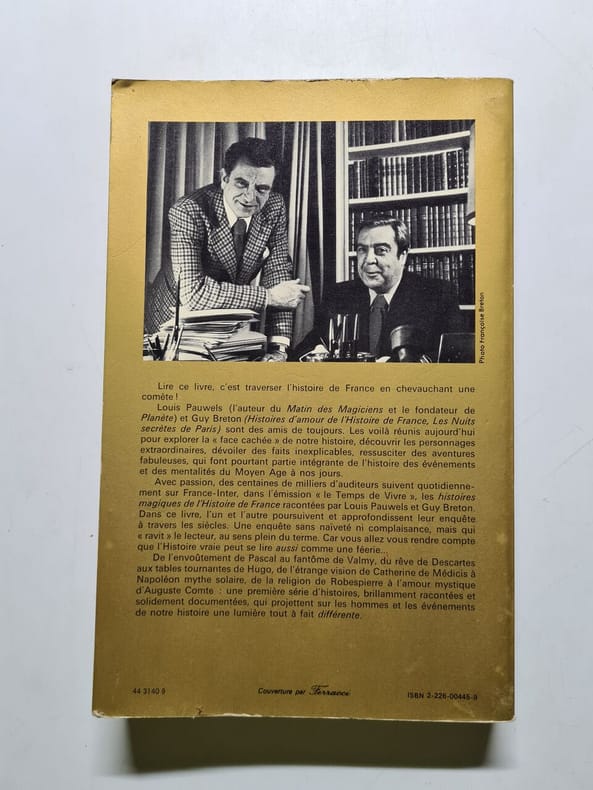 Photo Françoise Breton
Lire ce livre, c'est traverser l'histoire de France en chevauchant une
comète !
Louis Pauwels (l'auteur du Matin des Magiciens et le fondateur de
Planète) et Guy Breton (Histoires d'amour de l'Histoire de France, Les Nuits
secrètes de Paris) sont des amis de toujours. Les voilà réunis aujourd'hui
pour explorer la « face cachée » de notre histoire, découvrir les personnages
extraordinaires, dévoiler des faits inexplicables, ressusciter des aventures
fabuleuses, qui font pourtant partie intégrante de l'histoire des événements
et des mentalités du Moyen Age à nos jours.
Avec passion, des centaines de milliers d'auditeurs suivent quotidienne-
ment sur France-Inter, dans l'émission « le Temps de Vivre », les histoires
magiques de l'Histoire de France racontées par Louis Pauwels et Guy Breton.
Dans ce livre, l'un et l'autre poursuivent et approfondissent leur enquête
à travers les siècles. Une enquête sans naïveté ni complaisance, mais qui
« ravit » le lecteur, au sens plein du terme. Car vous allez vous rendre compte
que l'Histoire vraie peut se lire aussi comme une féerie...
De l'envoûtement de Pascal au fantôme de Valmy, du rêve de Descartes
aux tables tournantes de Hugo, de l'étrange vision de Catherine de Médicis à
Napoléon mythe solaire, de la religion de Robespierre à l'amour mystique
d'Auguste Comte : une première série d'histoires, brillamment racontées et
solidement documentées, qui projettent sur les hommes et les événements
de notre histoire une lumière tout à fait différente.
44 3140 9
Couverture par Ferracci
ISBN 2-226-00445-9